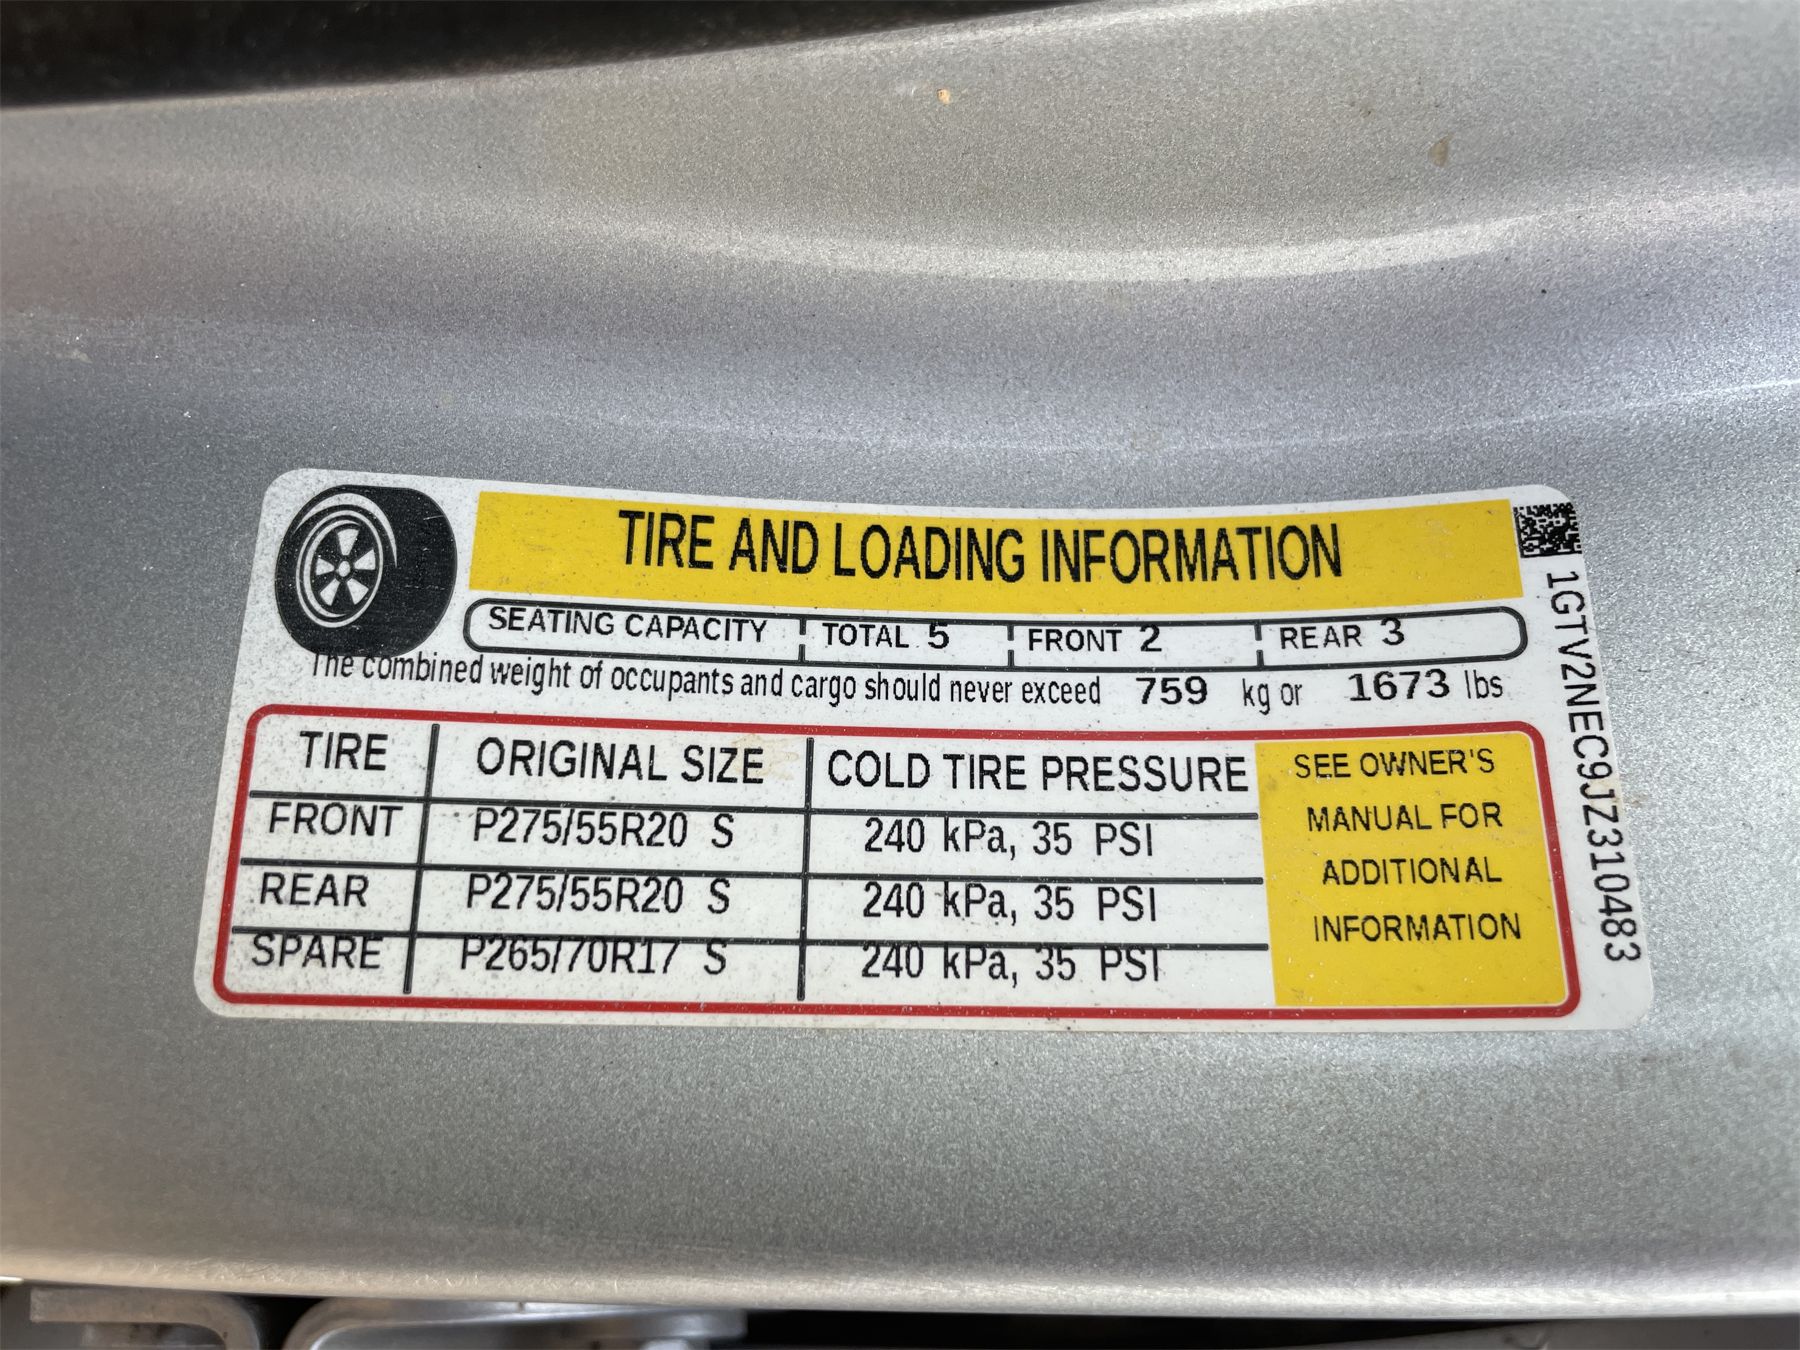 TIRE AND LOADING INFORMATION
SEATING CAPACITY TOTAL 5 FRONT 2 REAR 3
The combined weight of occupants and cargo should never exceed 759 kg or 1673 lbs
TIRE ORIGINAL SIZE COLD TIRE PRESSURE
FRONT P275/55R20 S 240 kPa, 35 PSI
REAR P275/55R20 S 240 kPa, 35 PSI
SPARE P265/70R17 S 240 kPa, 35 PSI
SEE OWNER'S
MANUAL FOR
ADDITIONAL
INFORMATION
1GTV2NEC9JZ310483